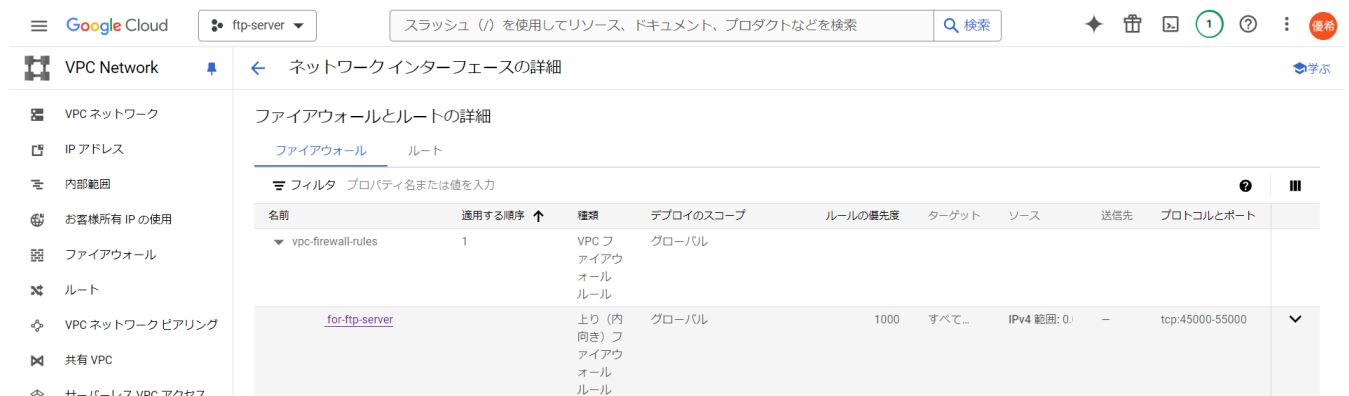 Google Cloud
ftp-server
スラッシュ（/）を使用してリソース、ドキュメント、プロダクトなどを検索
検索
1
優希
VPC Network
ネットワーク インターフェースの詳細
学ぶ
VPC ネットワーク
IP アドレス
内部範囲
お客様所有 IP の使用
ファイアウォール
ルート
VPC ネットワーク ピアリング
共有 VPC
サーバーレス VPC アクセス
ファイアウォールとルートの詳細
ファイアウォール
ルート
フィルタ プロパティ名または値を入力
名前 適用する順序 種類 デプロイのスコープ ルールの優先度 ターゲット ソース 送信先 プロトコルとポート
vpc-firewall-rules 1 VPC フ グローバル
ァイアウ
ォール
ルール
for-ftp-server 上り（内 グローバル 1000 すべて... IPv4 範囲: 0. – tcp:45000-55000
向き）フ
ァイアウ
ォール
ルール